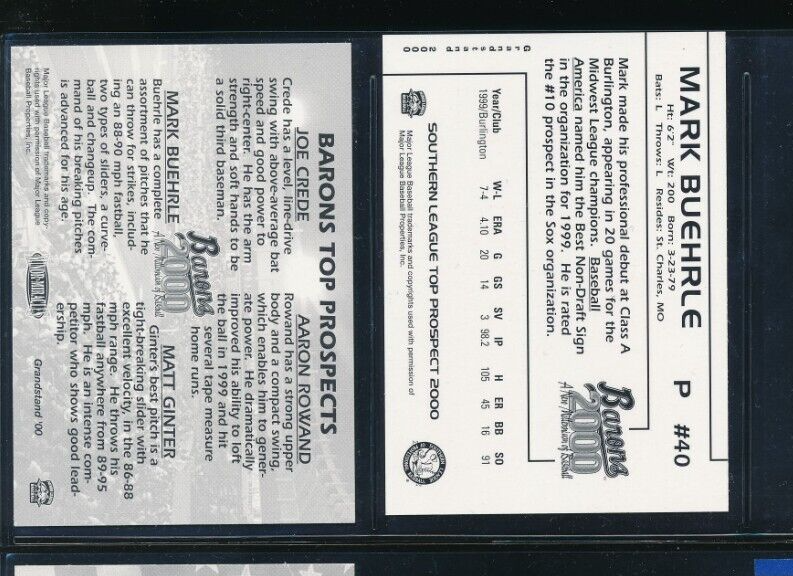 MARK BUEHRLE P #40
Ht: 6'2" Wt: 200 Born: 3-23-79
Bats: L Throws: L Resides: St. Charles, MO
Mark made his professional debut at Class A
Burlington, appearing in 20 games for the
Midwest League champions. Baseball
America named him the Best Non-Draft Sign
in the organization for 1999. He is rated
the #10 prospect in the Sox organization.
Barons
2000
A New Millennium of Baseball
Grandstand 2000
Year/Club W-L ERA G GS SV IP H ER BB SO
1999/Burlington 7-4 4.10 20 14 3 98.2 105 45 16 91
SOUTHERN LEAGUE TOP PROSPECT 2000
Major League Baseball trademarks and copyrights used with permission of
Major League Baseball Properties, Inc.
BARONS TOP PROSPECTS
JOE CREDE
Crede has a level, line-drive
swing with above-average bat
speed and good power to
right-center. He has the arm
strength and soft hands to be
a solid third baseman.
AARON ROWAND
Rowand has a strong upper
body and a compact swing,
which enables him to gener-
ate power. He dramatically
improved his ability to loft
the ball in 1999 and hit
several tape measure
home runs.
Barons
2000
A New Millennium of Baseball
MARK BUEHRLE
Buehrle has a complete
assortment of pitches that he
can throw for strikes, includ-
ing an 88-90 mph fastball,
two types of sliders, a curve-
ball and changeup. The com-
mand of his breaking pitches
is advanced for his age.
MATT GINTER
Ginter's best pitch is a
tight-breaking slider with
excellent velocity, in the 86-88
mph range. He throws his
fastball anywhere from 89-95
mph. He is an intense com-
petitor who shows good lead-
ership.
Major League Baseball trademarks and copy-
rights used with permission of Major League
Baseball Properties, Inc.
Grandstand '00